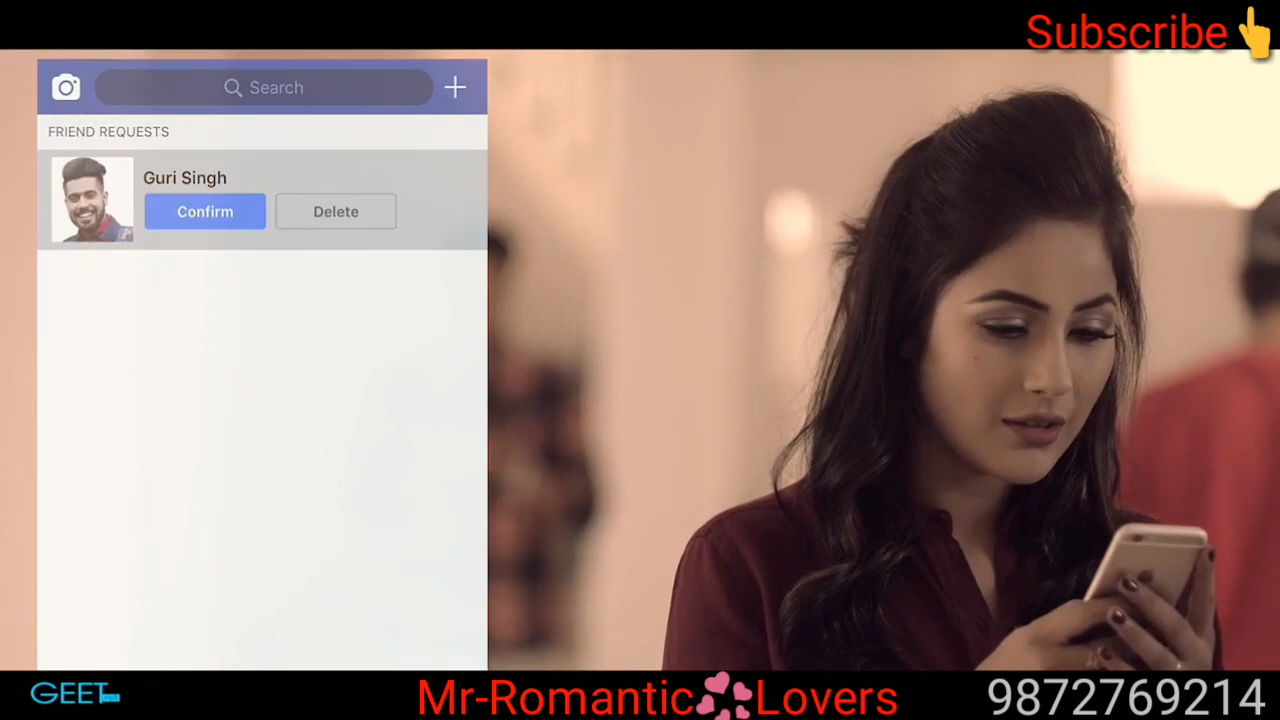 Subscribe
Search
FRIEND REQUESTS
Guri Singh
Confirm
Delete
GEET
Mr-Romantic💞Lovers
9872769214